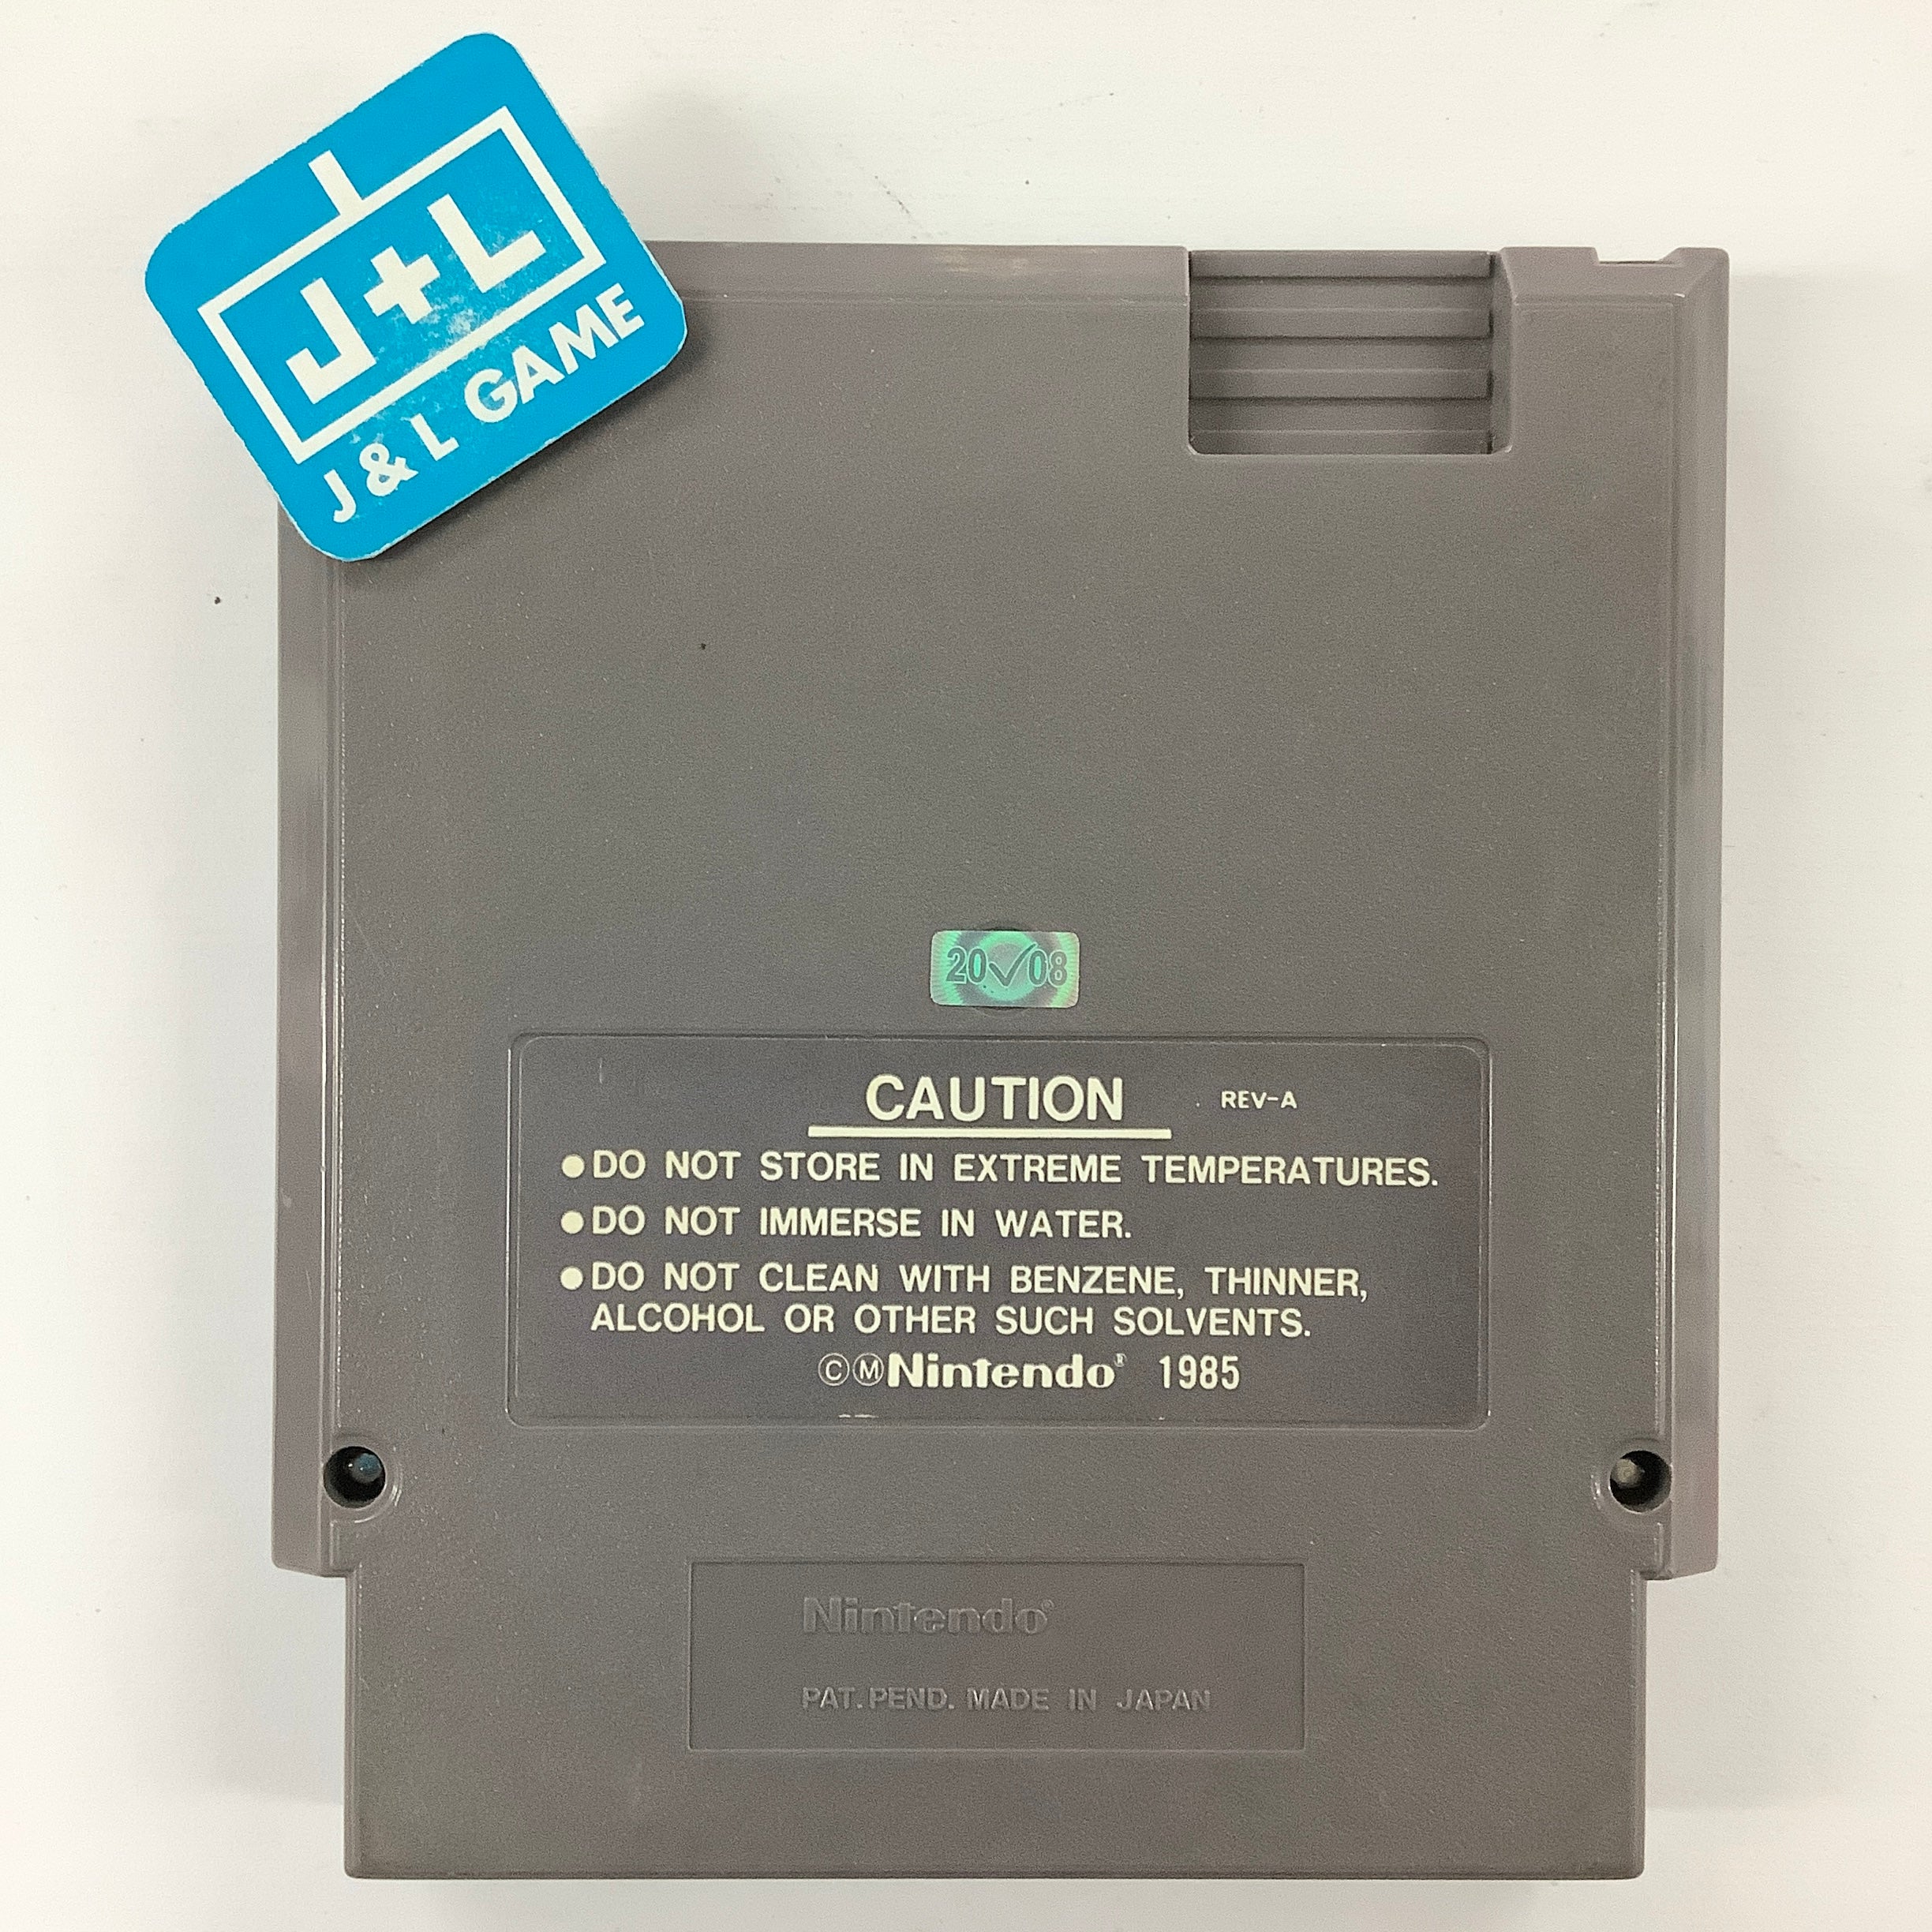 J+L
J & L GAME
20✓08
CAUTION REV-A
●DO NOT STORE IN EXTREME TEMPERATURES.
●DO NOT IMMERSE IN WATER.
●DO NOT CLEAN WITH BENZENE, THINNER,
ALCOHOL OR OTHER SUCH SOLVENTS.
ⒸⓂNintendo® 1985
Nintendo®
PAT. PEND. MADE IN JAPAN